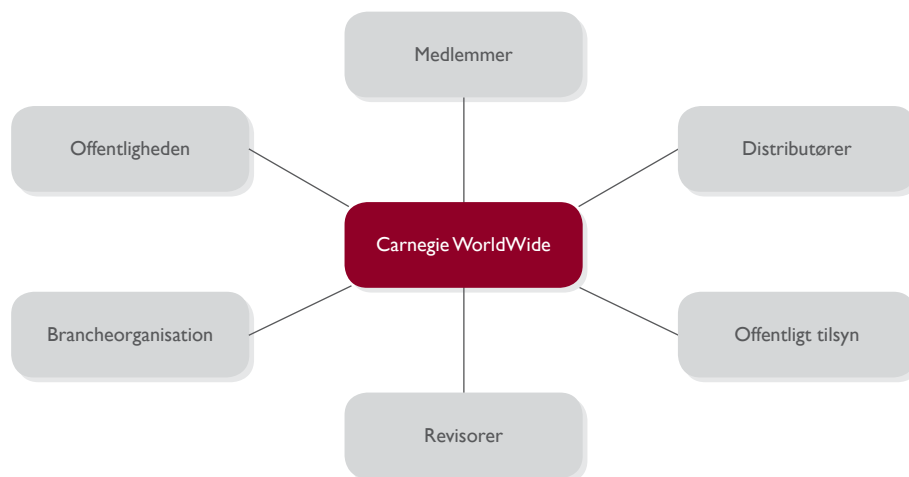 Medlemmer
Offentligheden
Distributører
Carnegie WorldWide
Brancheorganisation
Offentligt tilsyn
Revisorer